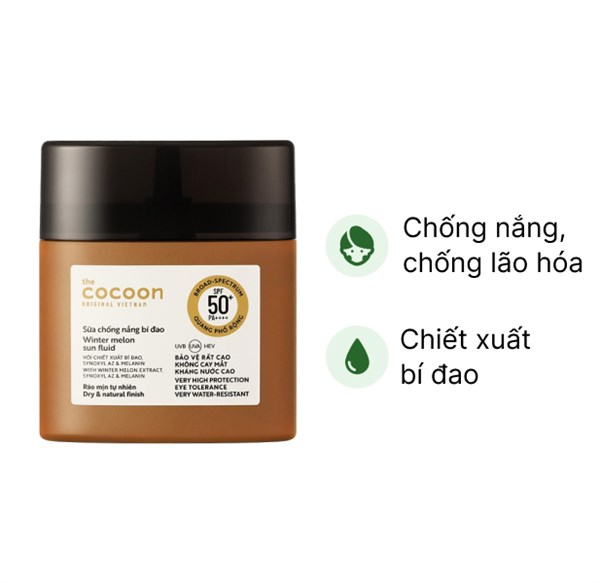 the
cocoon
ORIGINAL VIETNAM
BROAD-SPECTRUM
SPF
50+
PA++++
QUANG PHỔ RỘNG
Sữa chống nắng bí đao
Winter melon
sun fluid
VỚI CHIẾT XUẤT BÍ ĐAO,
SYNOXYL AZ & MELANIN
WITH WINTER MELON EXTRACT,
SYNOXYL AZ & MELANIN
Ráo mịn tự nhiên
Dry & natural finish
UVB UVA HEV
BẢO VỆ RẤT CAO
KHÔNG CAY MẮT
KHÁNG NƯỚC CAO
VERY HIGH PROTECTION
EYE TOLERANCE
VERY WATER-RESISTANT
Chống nắng,
chống lão hóa
Chiết xuất
bí đao